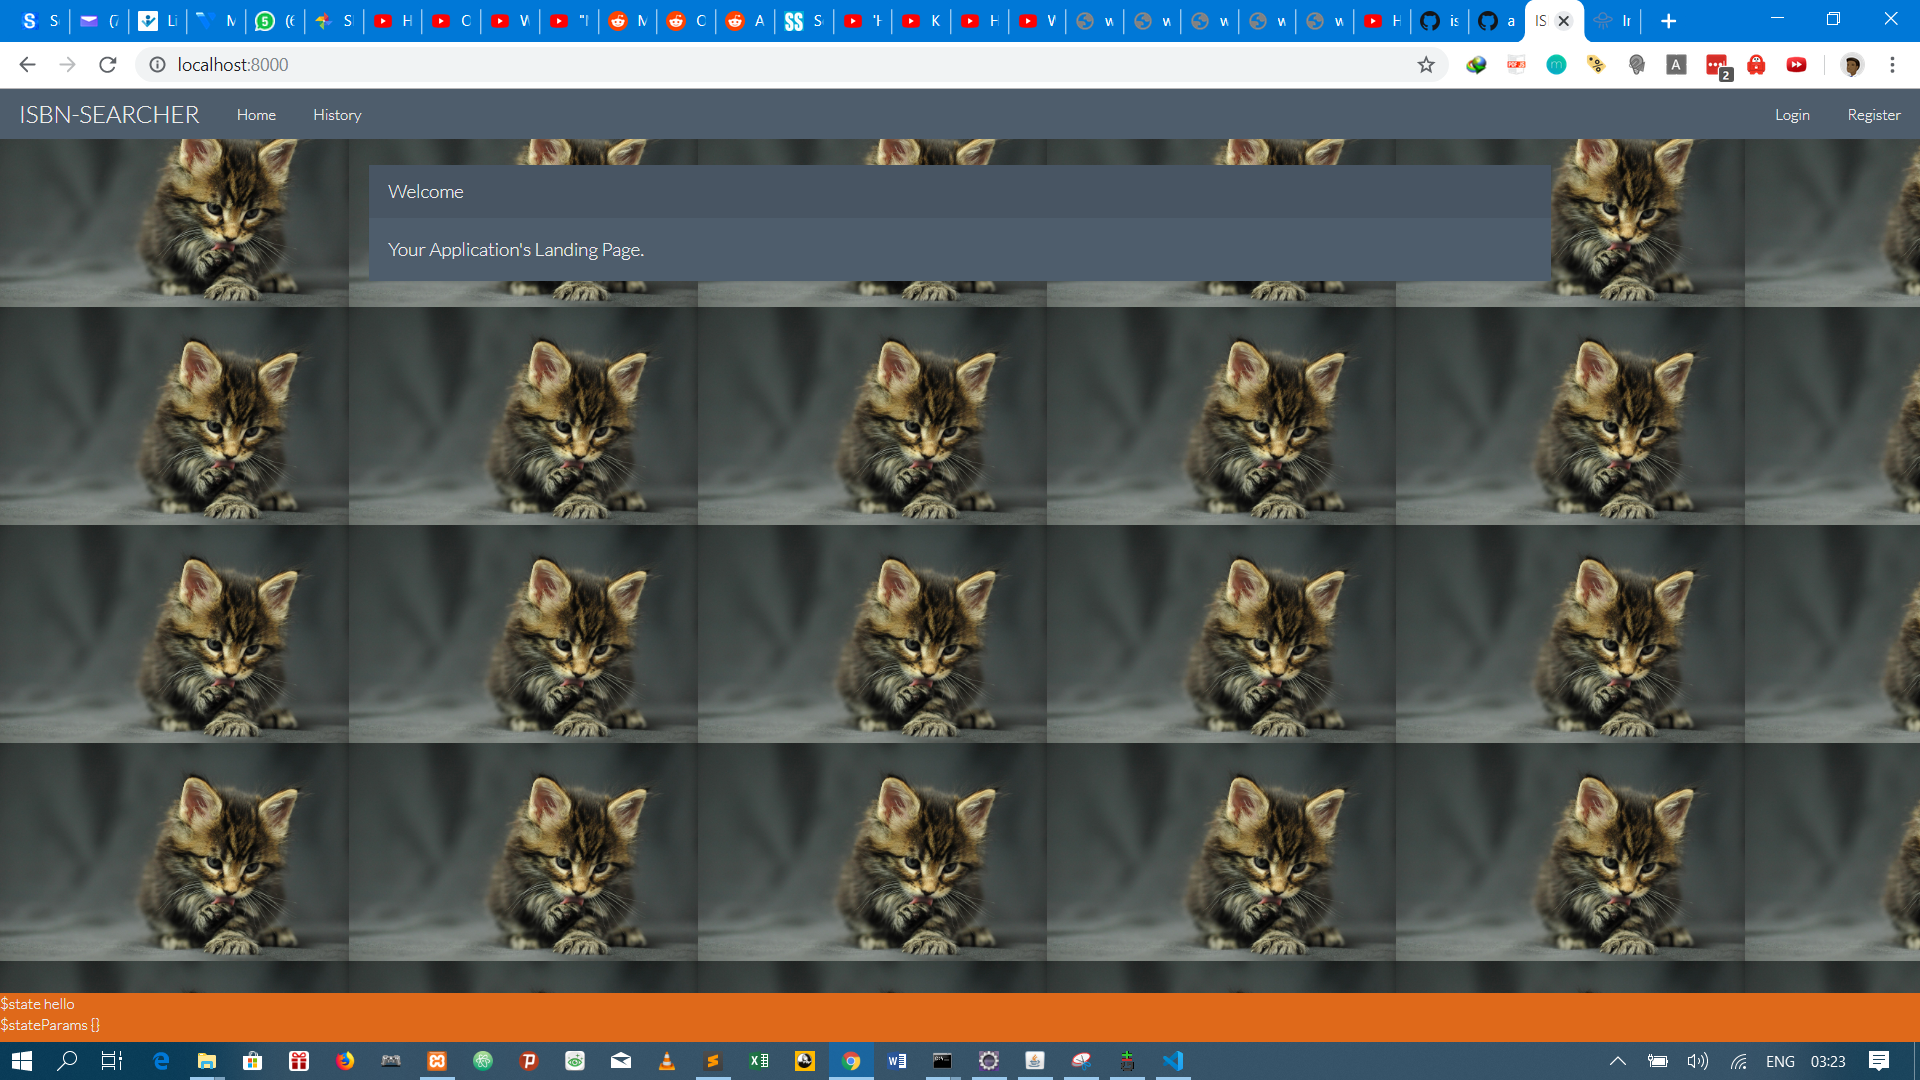 localhost:8000
2
ISBN-SEARCHER Home History Login Register
Welcome
Your Application's Landing Page.
$state hello
$stateParams {}
ENG 03:23